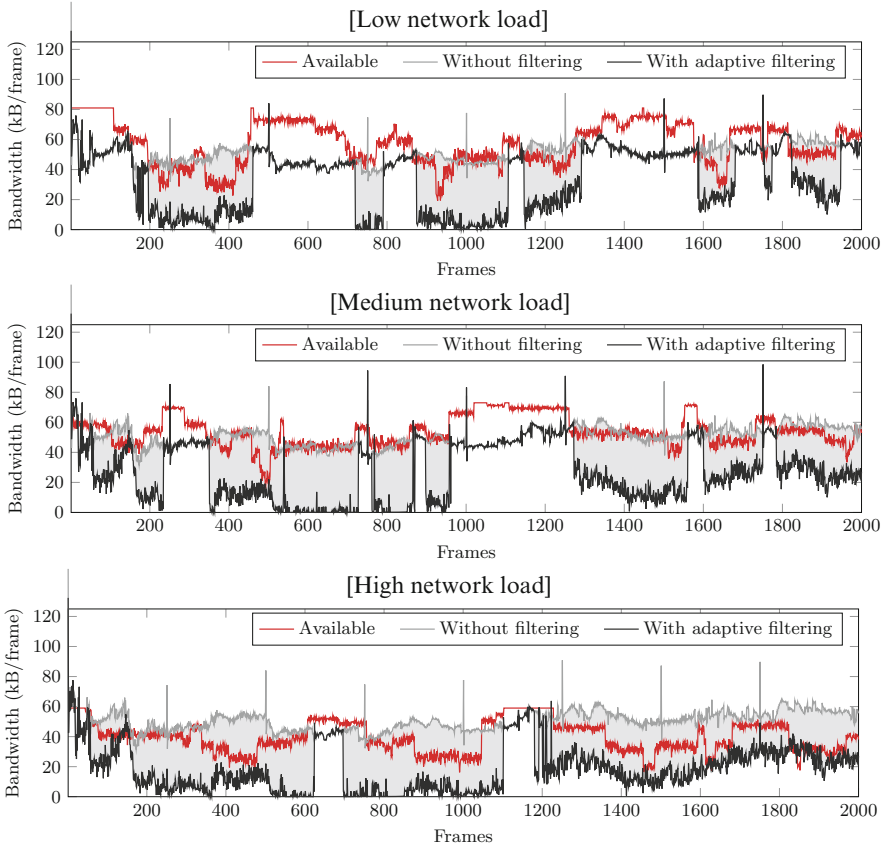 [Low network load]
Available
Without filtering
With adaptive filtering
Bandwidth (kB/frame)
120
100
80
60
40
20
0
200
400
600
800
1000
1200
1400
1600
1800
2000
Frames
[Medium network load]
Available
Without filtering
With adaptive filtering
Bandwidth (kB/frame)
120
100
80
60
40
20
0
200
400
600
800
1000
1200
1400
1600
1800
2000
Frames
[High network load]
Available
Without filtering
With adaptive filtering
Bandwidth (kB/frame)
120
100
80
60
40
20
0
200
400
600
800
1000
1200
1400
1600
1800
2000
Frames